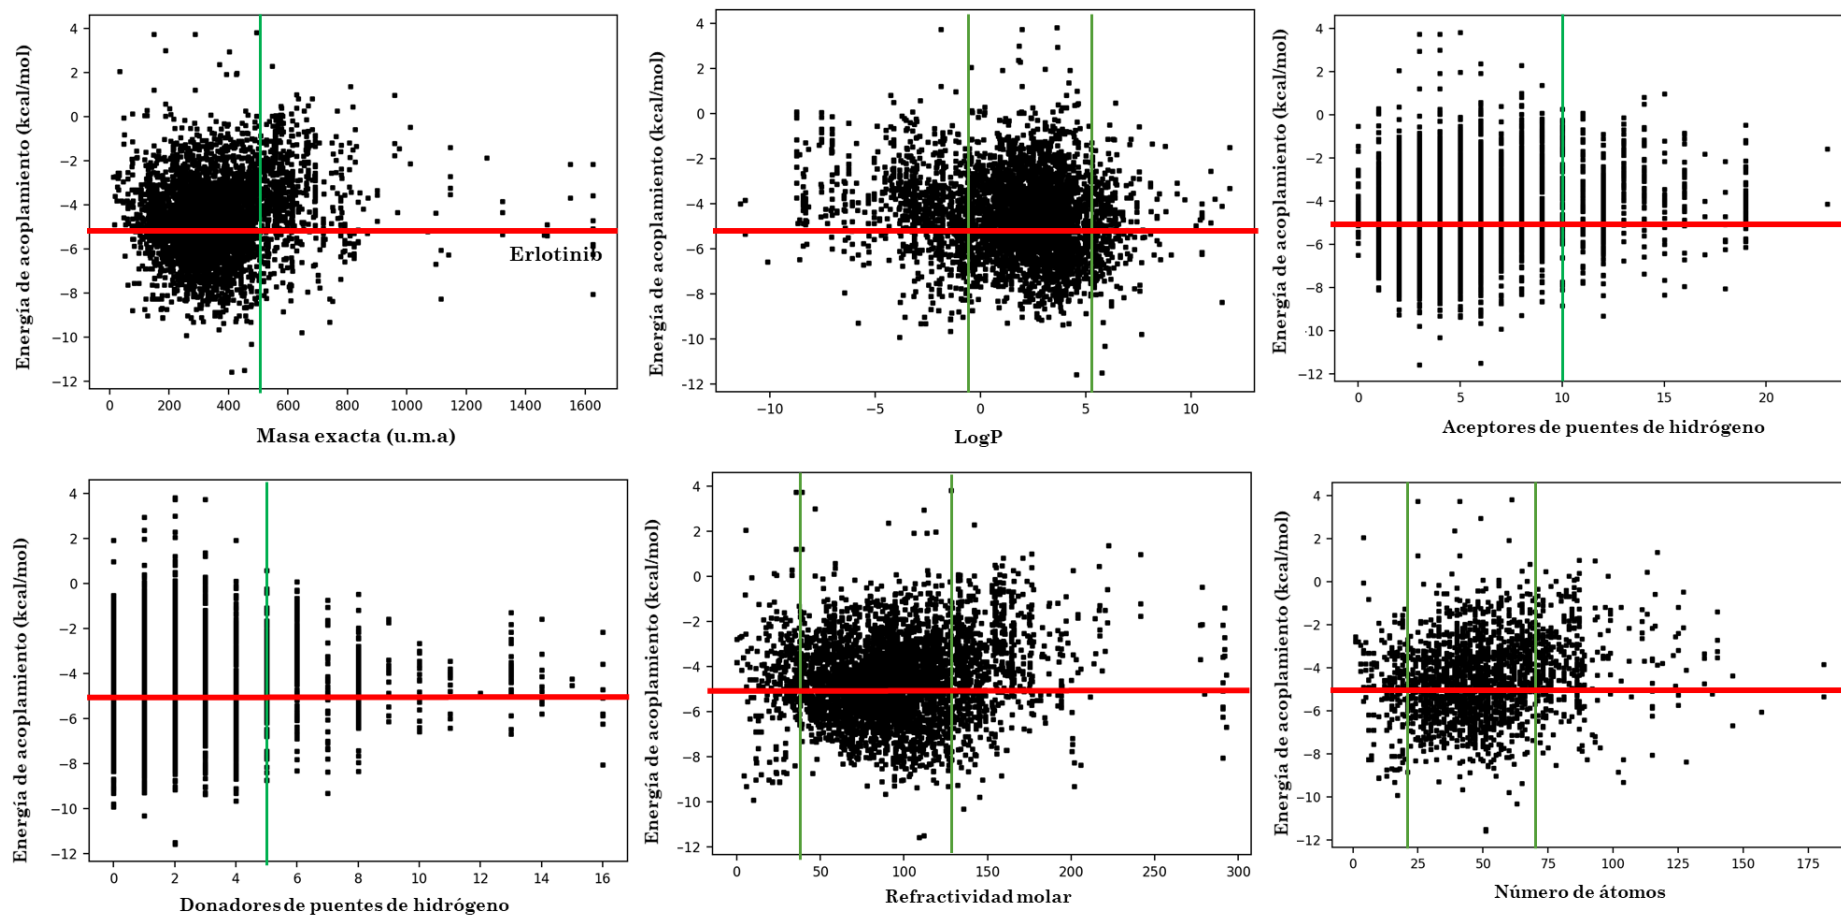 Energía de acoplamiento (kcal/mol)
4
2
0
−2
−4
−6
−8
−10
−12
Erlotinib
0 200 400 600 800 1000 1200 1400 1600
Masa exacta (u.m.a)
Energía de acoplamiento (kcal/mol)
4
2
0
−2
−4
−6
−8
−10
−12
−10 −5 0 5 10
LogP
Energía de acoplamiento (kcal/mol)
4
2
0
−2
−4
−6
−8
−10
−12
0 5 10 15 20
Aceptores de puentes de hidrógeno
Energía de acoplamiento (kcal/mol)
4
2
0
−2
−4
−6
−8
−10
−12
0 2 4 6 8 10 12 14 16
Donadores de puentes de hidrógeno
Energía de acoplamiento (kcal/mol)
4
2
0
−2
−4
−6
−8
−10
−12
0 50 100 150 200 250 300
Refractividad molar
Energía de acoplamiento (kcal/mol)
4
2
0
−2
−4
−6
−8
−10
−12
0 25 50 75 100 125 150 175
Número de átomos